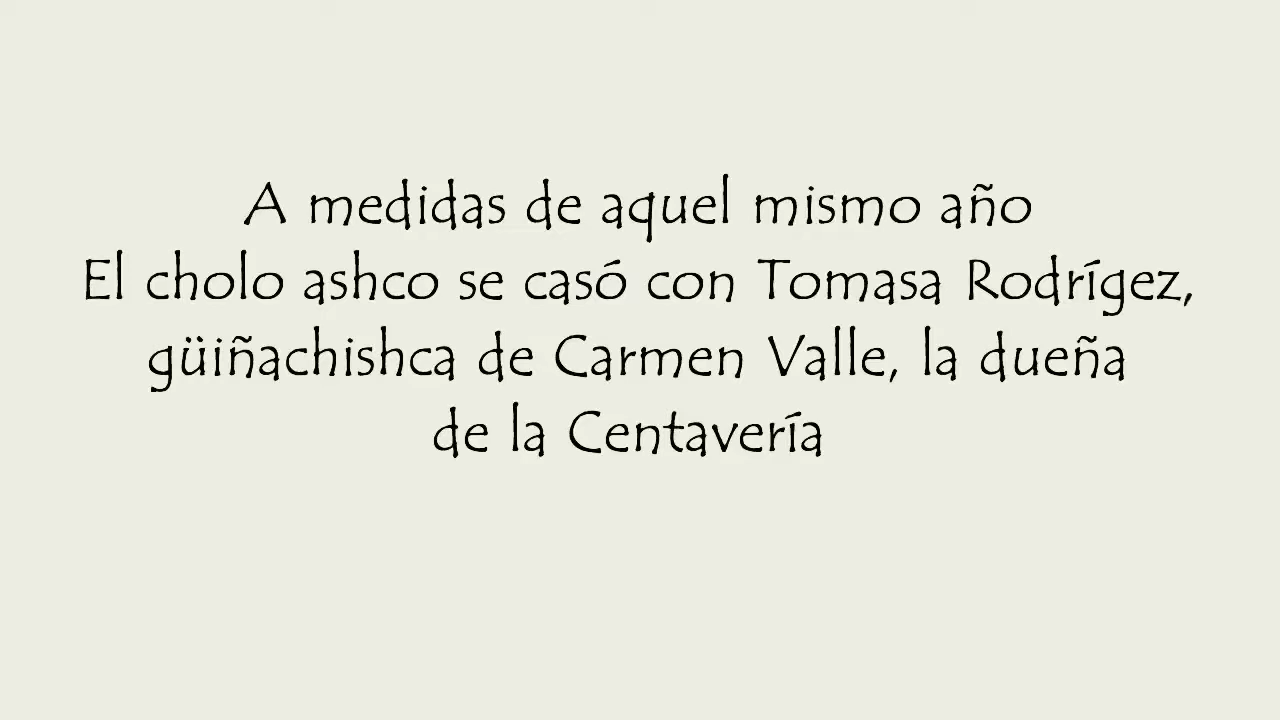 A medidas de aquel mismo año
El cholo ashco se casó con Tomasa Rodrígez,
güiñachishca de Carmen Valle, la dueña
de la Centavería